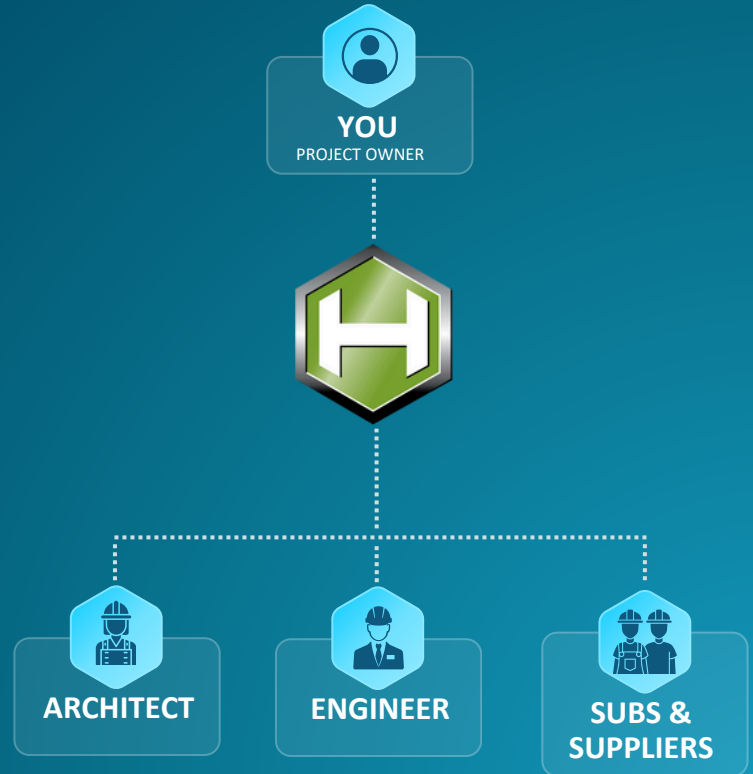 YOU
PROJECT OWNER
H
ARCHITECT
ENGINEER
SUBS &
SUPPLIERS